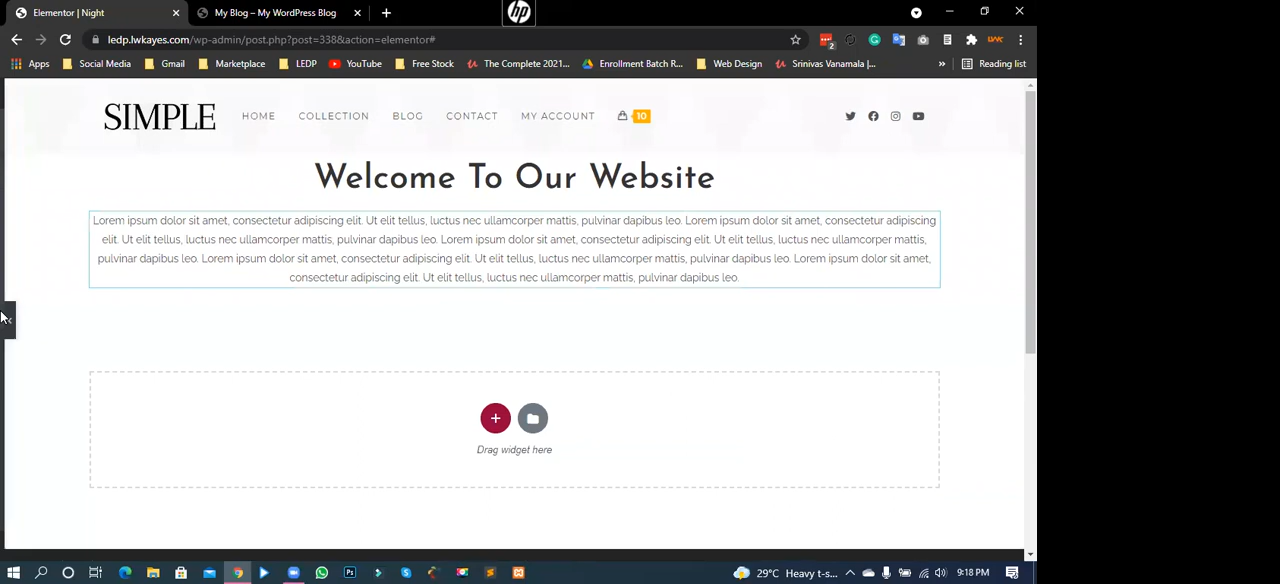 Elementor | Night
My Blog – My WordPress Blog
hp
ledp.lwkayes.com/wp-admin/post.php?post=338&action=elementor#
2
LWK
Apps
Social Media
Gmail
Marketplace
LEDP
YouTube
Free Stock
The Complete 2021...
Enrollment Batch R...
Web Design
Srinivas Vanamala |...
»
Reading list
SIMPLE
HOME
COLLECTION
BLOG
CONTACT
MY ACCOUNT
10
Welcome To Our Website
Lorem ipsum dolor sit amet, consectetur adipiscing elit. Ut elit tellus, luctus nec ullamcorper mattis, pulvinar dapibus leo. Lorem ipsum dolor sit amet, consectetur adipiscing
elit. Ut elit tellus, luctus nec ullamcorper mattis, pulvinar dapibus leo. Lorem ipsum dolor sit amet, consectetur adipiscing elit. Ut elit tellus, luctus nec ullamcorper mattis,
pulvinar dapibus leo. Lorem ipsum dolor sit amet, consectetur adipiscing elit. Ut elit tellus, luctus nec ullamcorper mattis, pulvinar dapibus leo. Lorem ipsum dolor sit amet,
consectetur adipiscing elit. Ut elit tellus, luctus nec ullamcorper mattis, pulvinar dapibus leo.
Drag widget here
Ps
29°C Heavy t-s...
9:18 PM